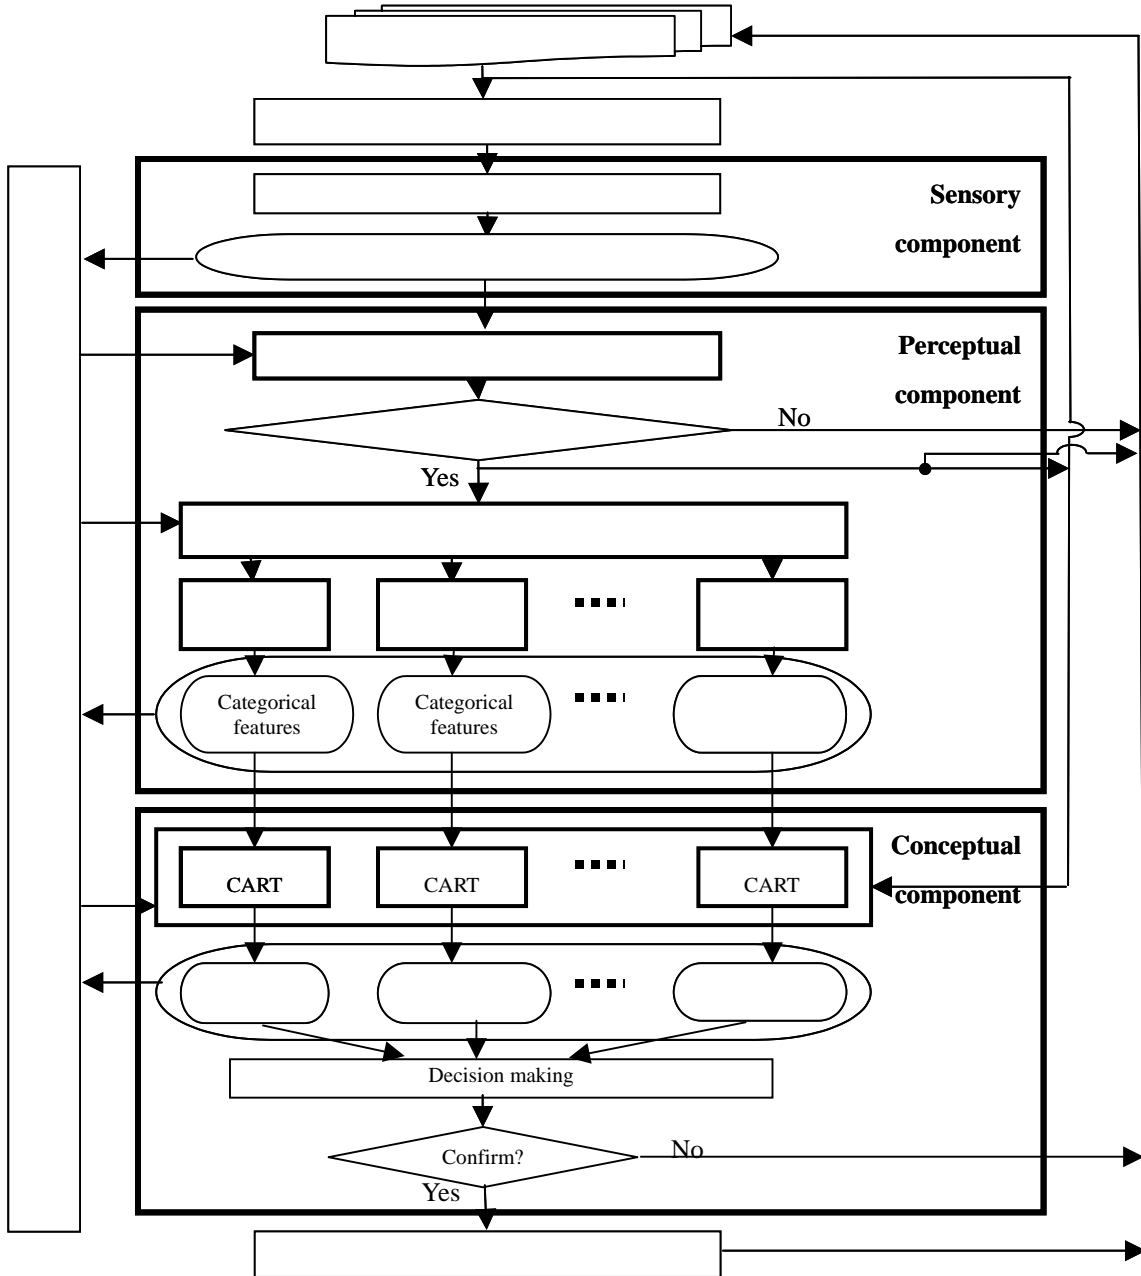 Sensory
component
Perceptual
component
No
Yes
Categorical
features
Categorical
features
Conceptual
component
CART
CART
CART
Decision making
Confirm?
No
Yes